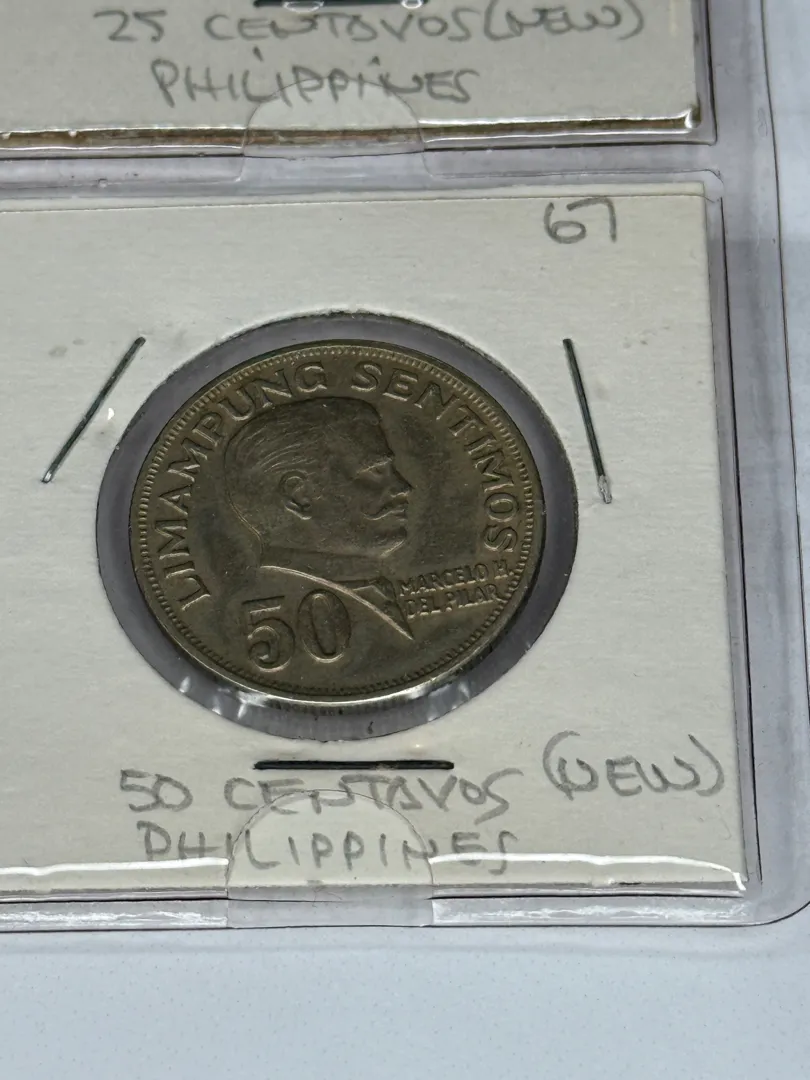 25 CENTAVOS (NEW)
PHILIPPINES
67
LIMAMPUNG SENTIMOS
MARCELO H.
DEL PILAR
50
50 CENTAVOS (NEW)
PHILIPPINES